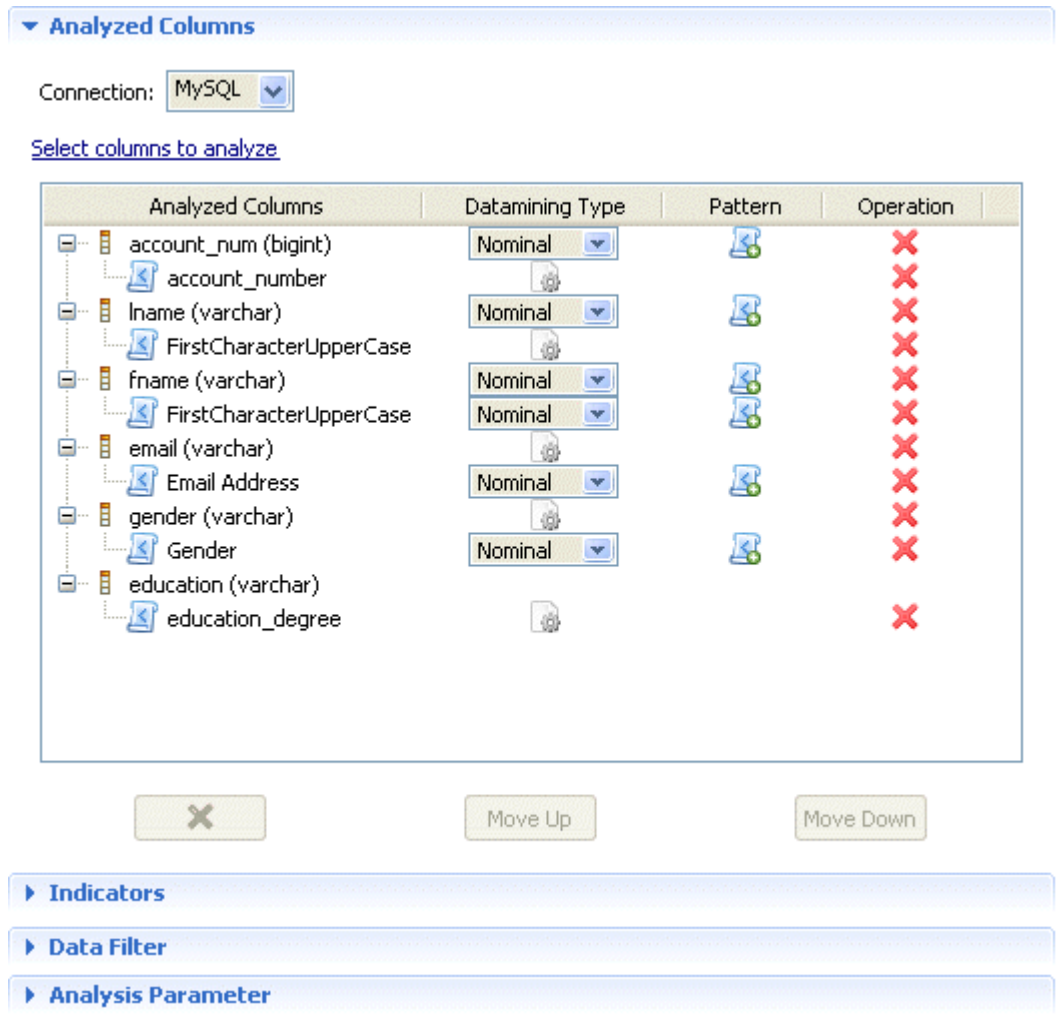 Analyzed Columns
Connection: MySQL
Select columns to analyze
Analyzed Columns Datamining Type Pattern Operation
account_num (bigint) Nominal
account_number
lname (varchar) Nominal
FirstCharacterUpperCase
fname (varchar) Nominal
FirstCharacterUpperCase Nominal
email (varchar)
Email Address Nominal
gender (varchar)
Gender Nominal
education (varchar)
education_degree
Move Up Move Down
Indicators
Data Filter
Analysis Parameter